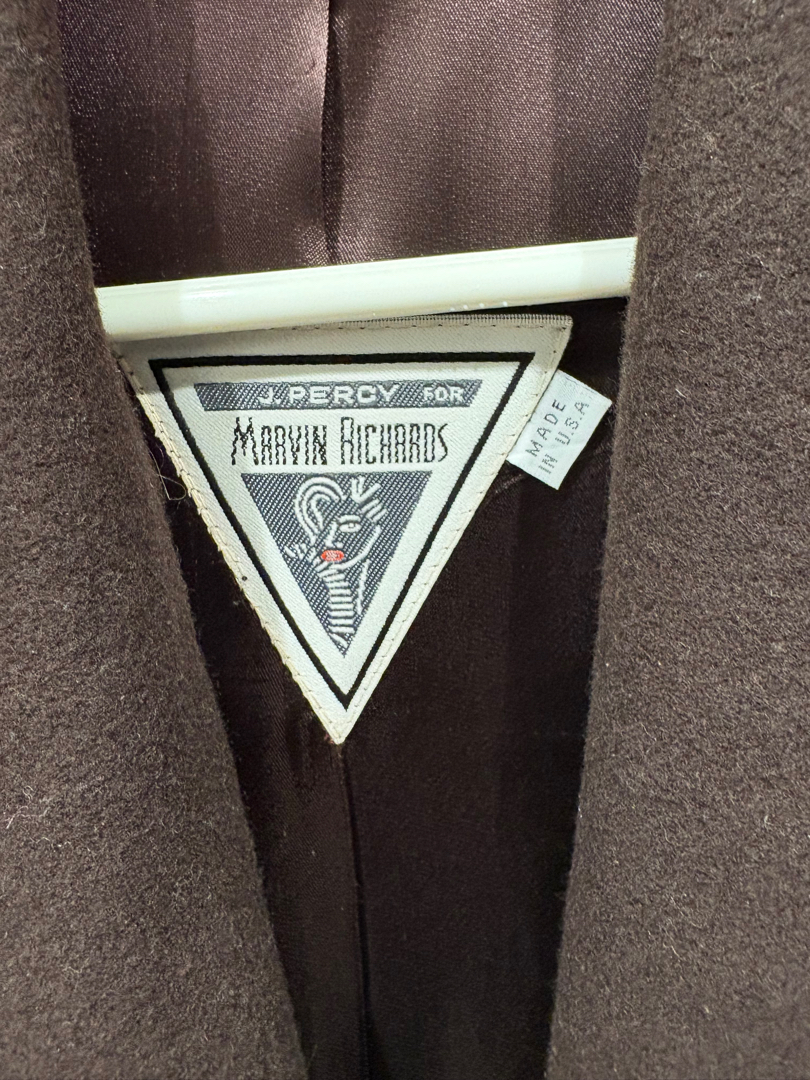 J. PERCY FOR
MARVIN RICHARDS
MADE
IN U.S.A